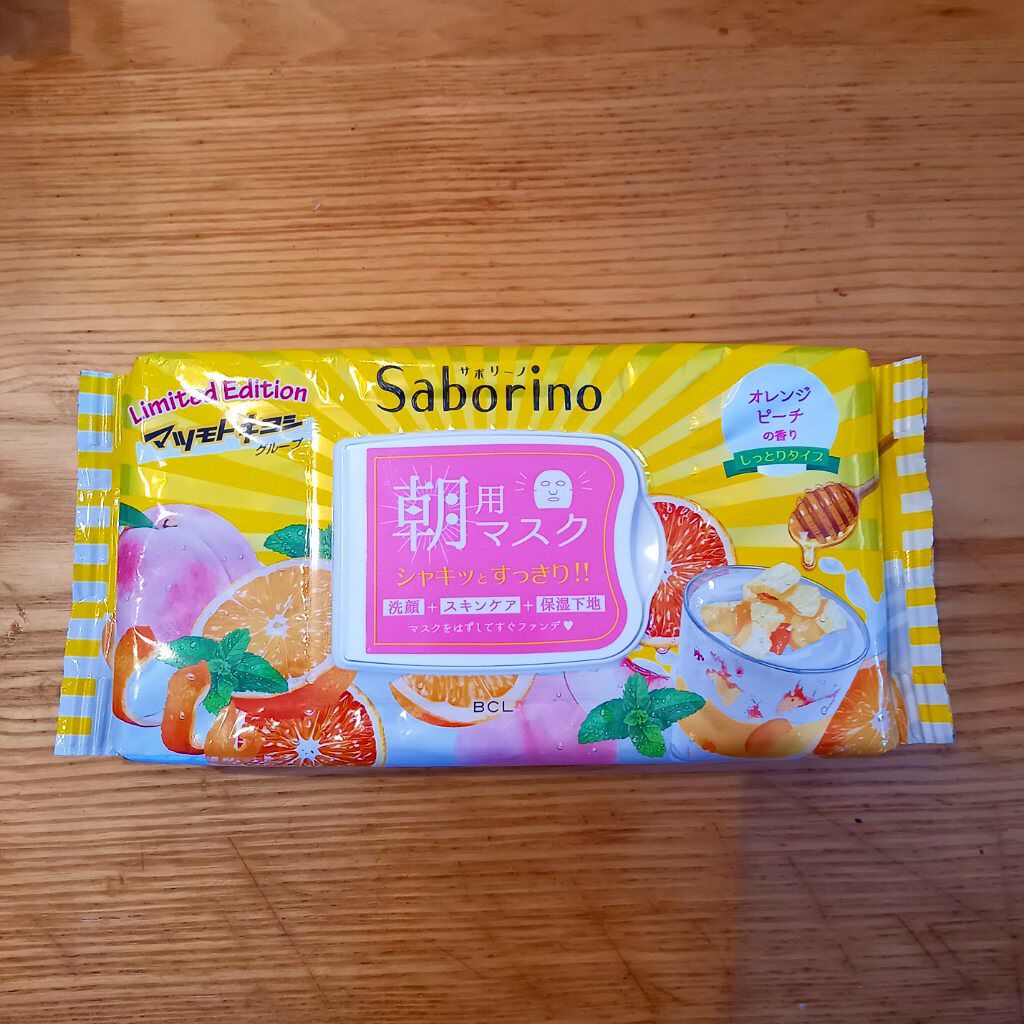 Limited Edition
マツモトキヨシ
グループ
サボリーノ
Saborino
オレンジ
ピーチ
の香り
しっとりタイプ
朝用
マスク
シャキッとすっきり!!
洗顔+スキンケア+保湿下地
マスクをはずしてすぐファンデ♥
BCL